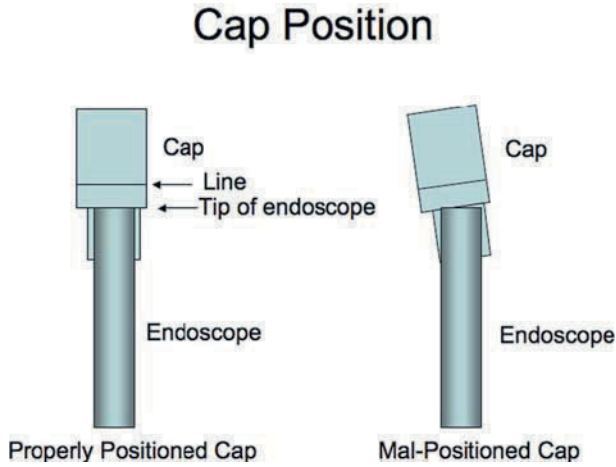 Cap Position
Cap
Line
Tip of endoscope
Endoscope
Properly Positioned Cap
Cap
Endoscope
Mal-Positioned Cap